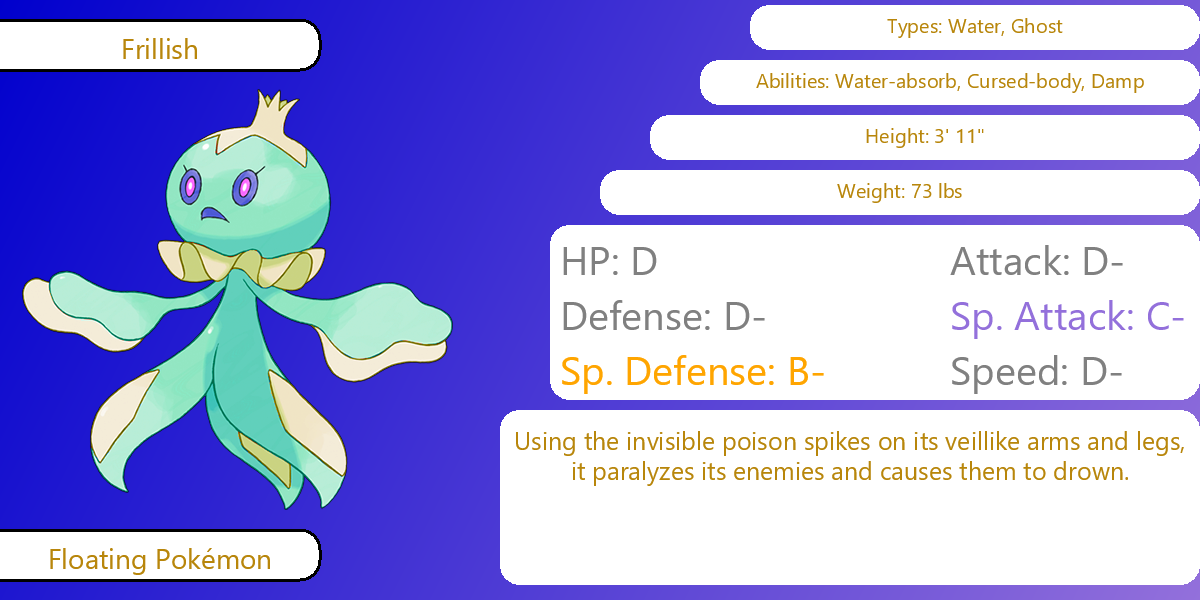 Frillish
Types: Water, Ghost
Abilities: Water-absorb, Cursed-body, Damp
Height: 3' 11"
Weight: 73 lbs
HP: D
Attack: D-
Defense: D-
Sp. Attack: C-
Sp. Defense: B-
Speed: D-
Using the invisible poison spikes on its veillike arms and legs,
it paralyzes its enemies and causes them to drown.
Floating Pokémon